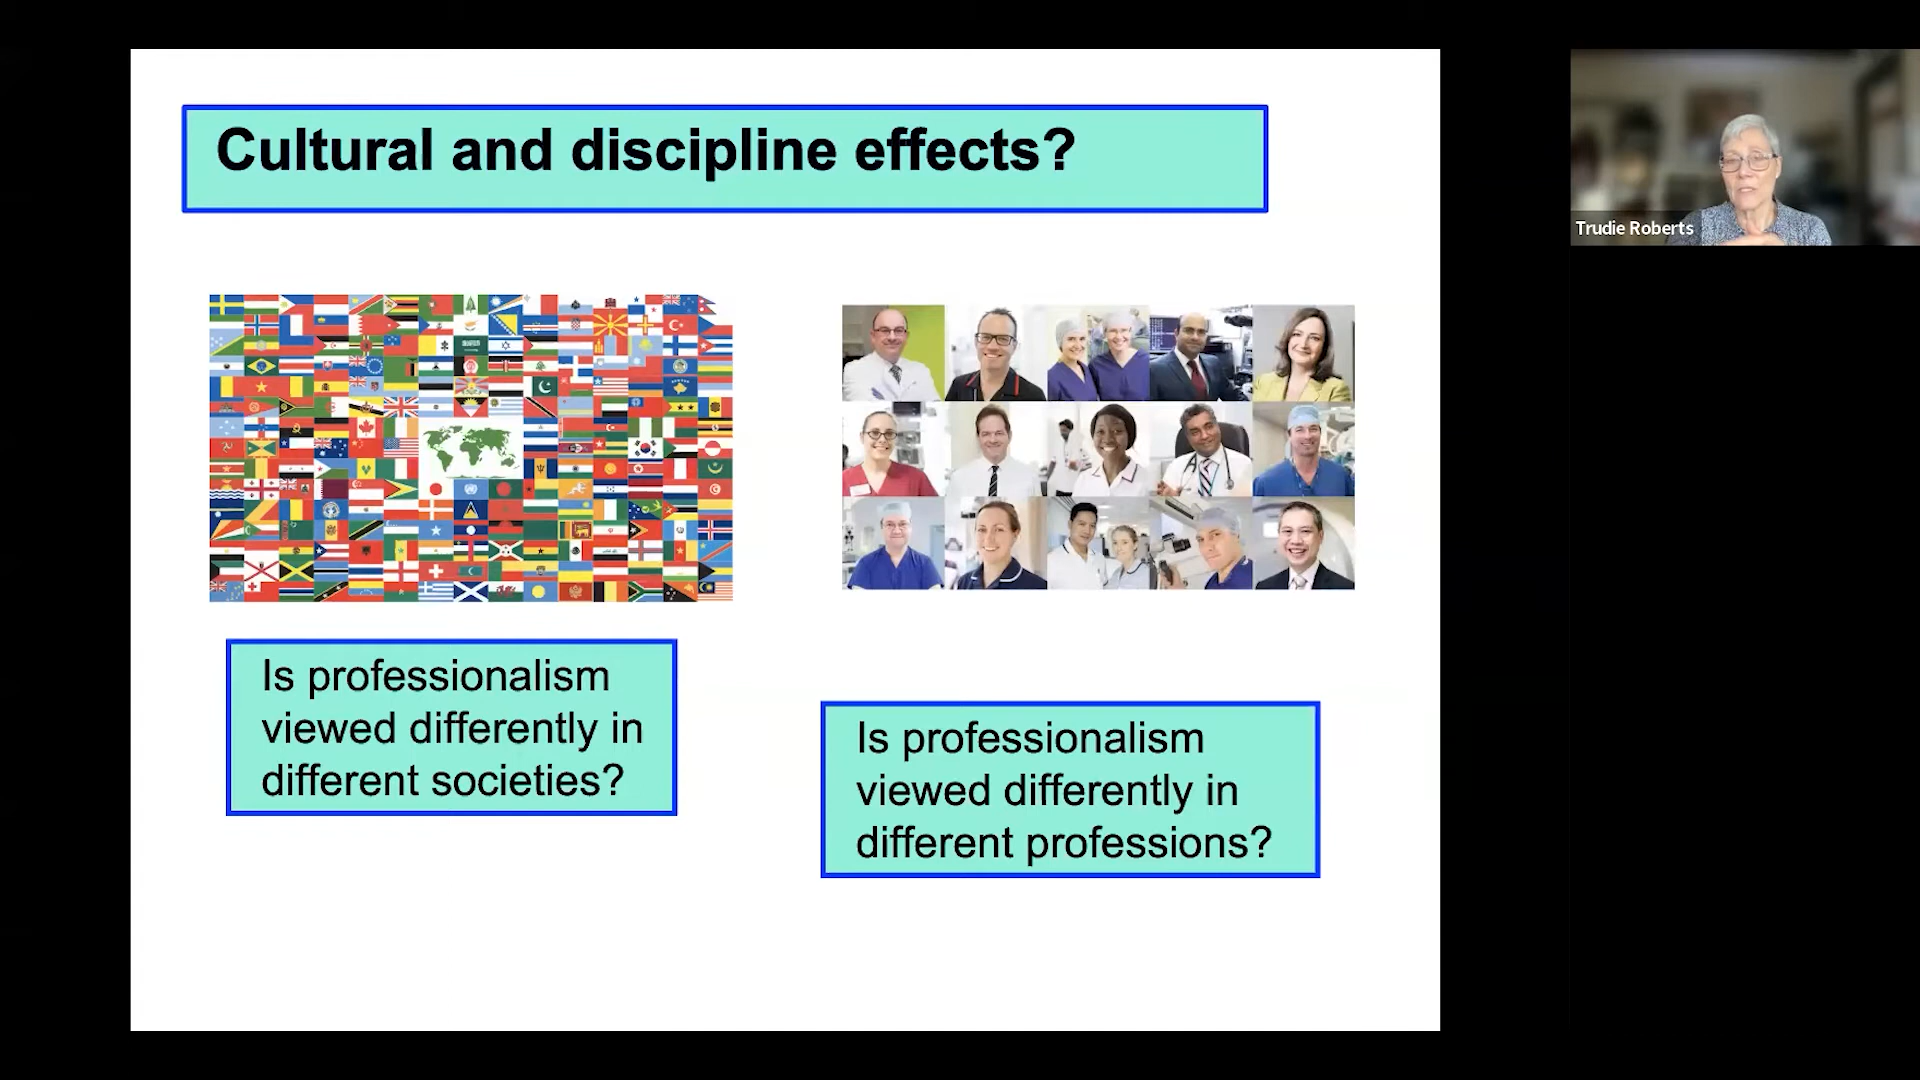 Cultural and discipline effects?
Trudie Roberts
Is professionalism
viewed differently in
different societies?
Is professionalism
viewed differently in
different professions?